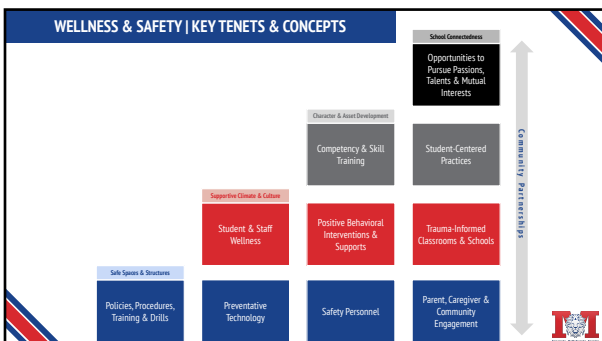 WELLNESS & SAFETY | KEY TENETS & CONCEPTS
School Connectedness
Opportunities to
Pursue Passions,
Talents & Mutual
Interests
Character & Asset Development
Competency & Skill
Training
Student-Centered
Practices
Supportive Climate & Culture
Student & Staff
Wellness
Positive Behavioral
Interventions &
Supports
Trauma-Informed
Classrooms & Schools
Safe Spaces & Structures
Policies, Procedures,
Training & Drills
Preventative
Technology
Safety Personnel
Parent, Caregiver &
Community
Engagement
Community Partnerships